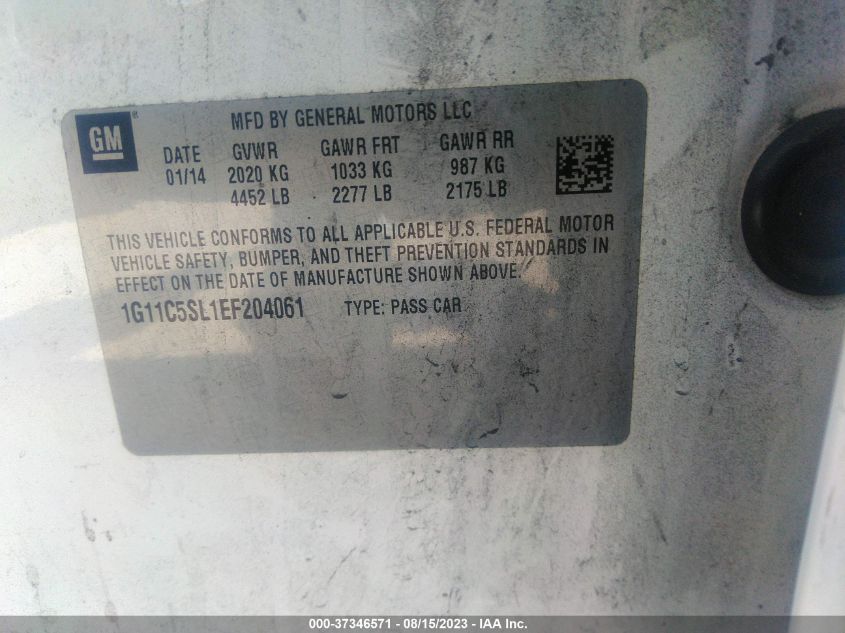 GM
®
MFD BY GENERAL MOTORS LLC
DATE GVWR GAWR FRT GAWR RR
01/14 2020 KG 1033 KG 987 KG
4452 LB 2277 LB 2175 LB
THIS VEHICLE CONFORMS TO ALL APPLICABLE U.S. FEDERAL MOTOR
VEHICLE SAFETY, BUMPER, AND THEFT PREVENTION STANDARDS IN
EFFECT ON THE DATE OF MANUFACTURE SHOWN ABOVE.
1G11C5SL1EF204061 TYPE: PASS CAR
000-37346571 - 08/15/2023 - IAA Inc.